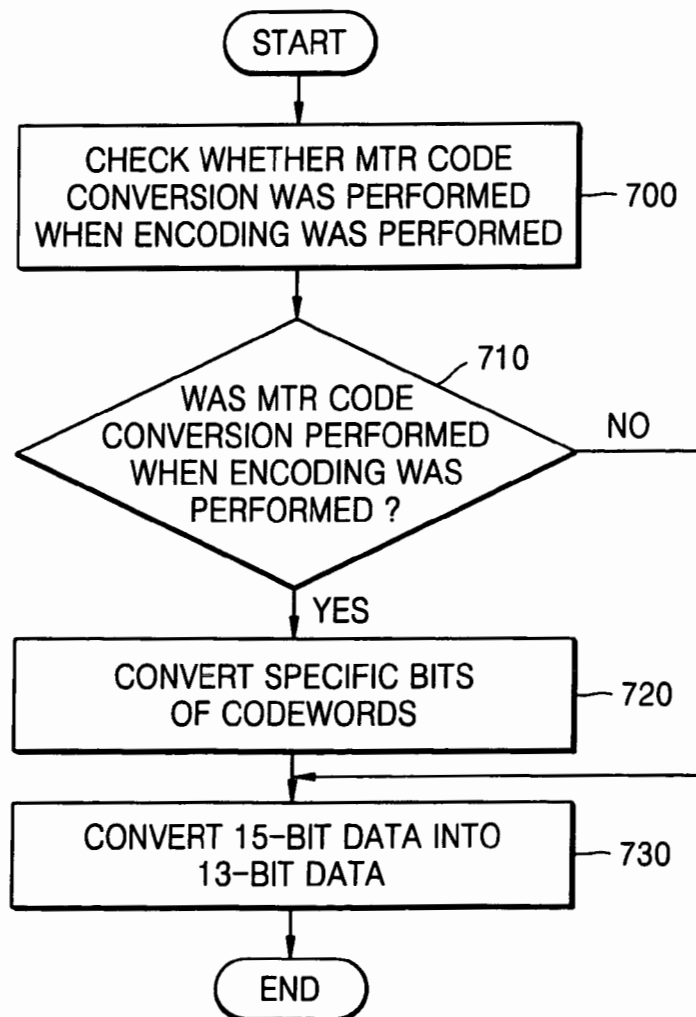 START
CHECK WHETHER MTR CODE
CONVERSION WAS PERFORMED
WHEN ENCODING WAS PERFORMED
700
710
WAS MTR CODE
CONVERSION PERFORMED
WHEN ENCODING WAS
PERFORMED ?
NO
YES
CONVERT SPECIFIC BITS
OF CODEWORDS
720
CONVERT 15-BIT DATA INTO
13-BIT DATA
730
END